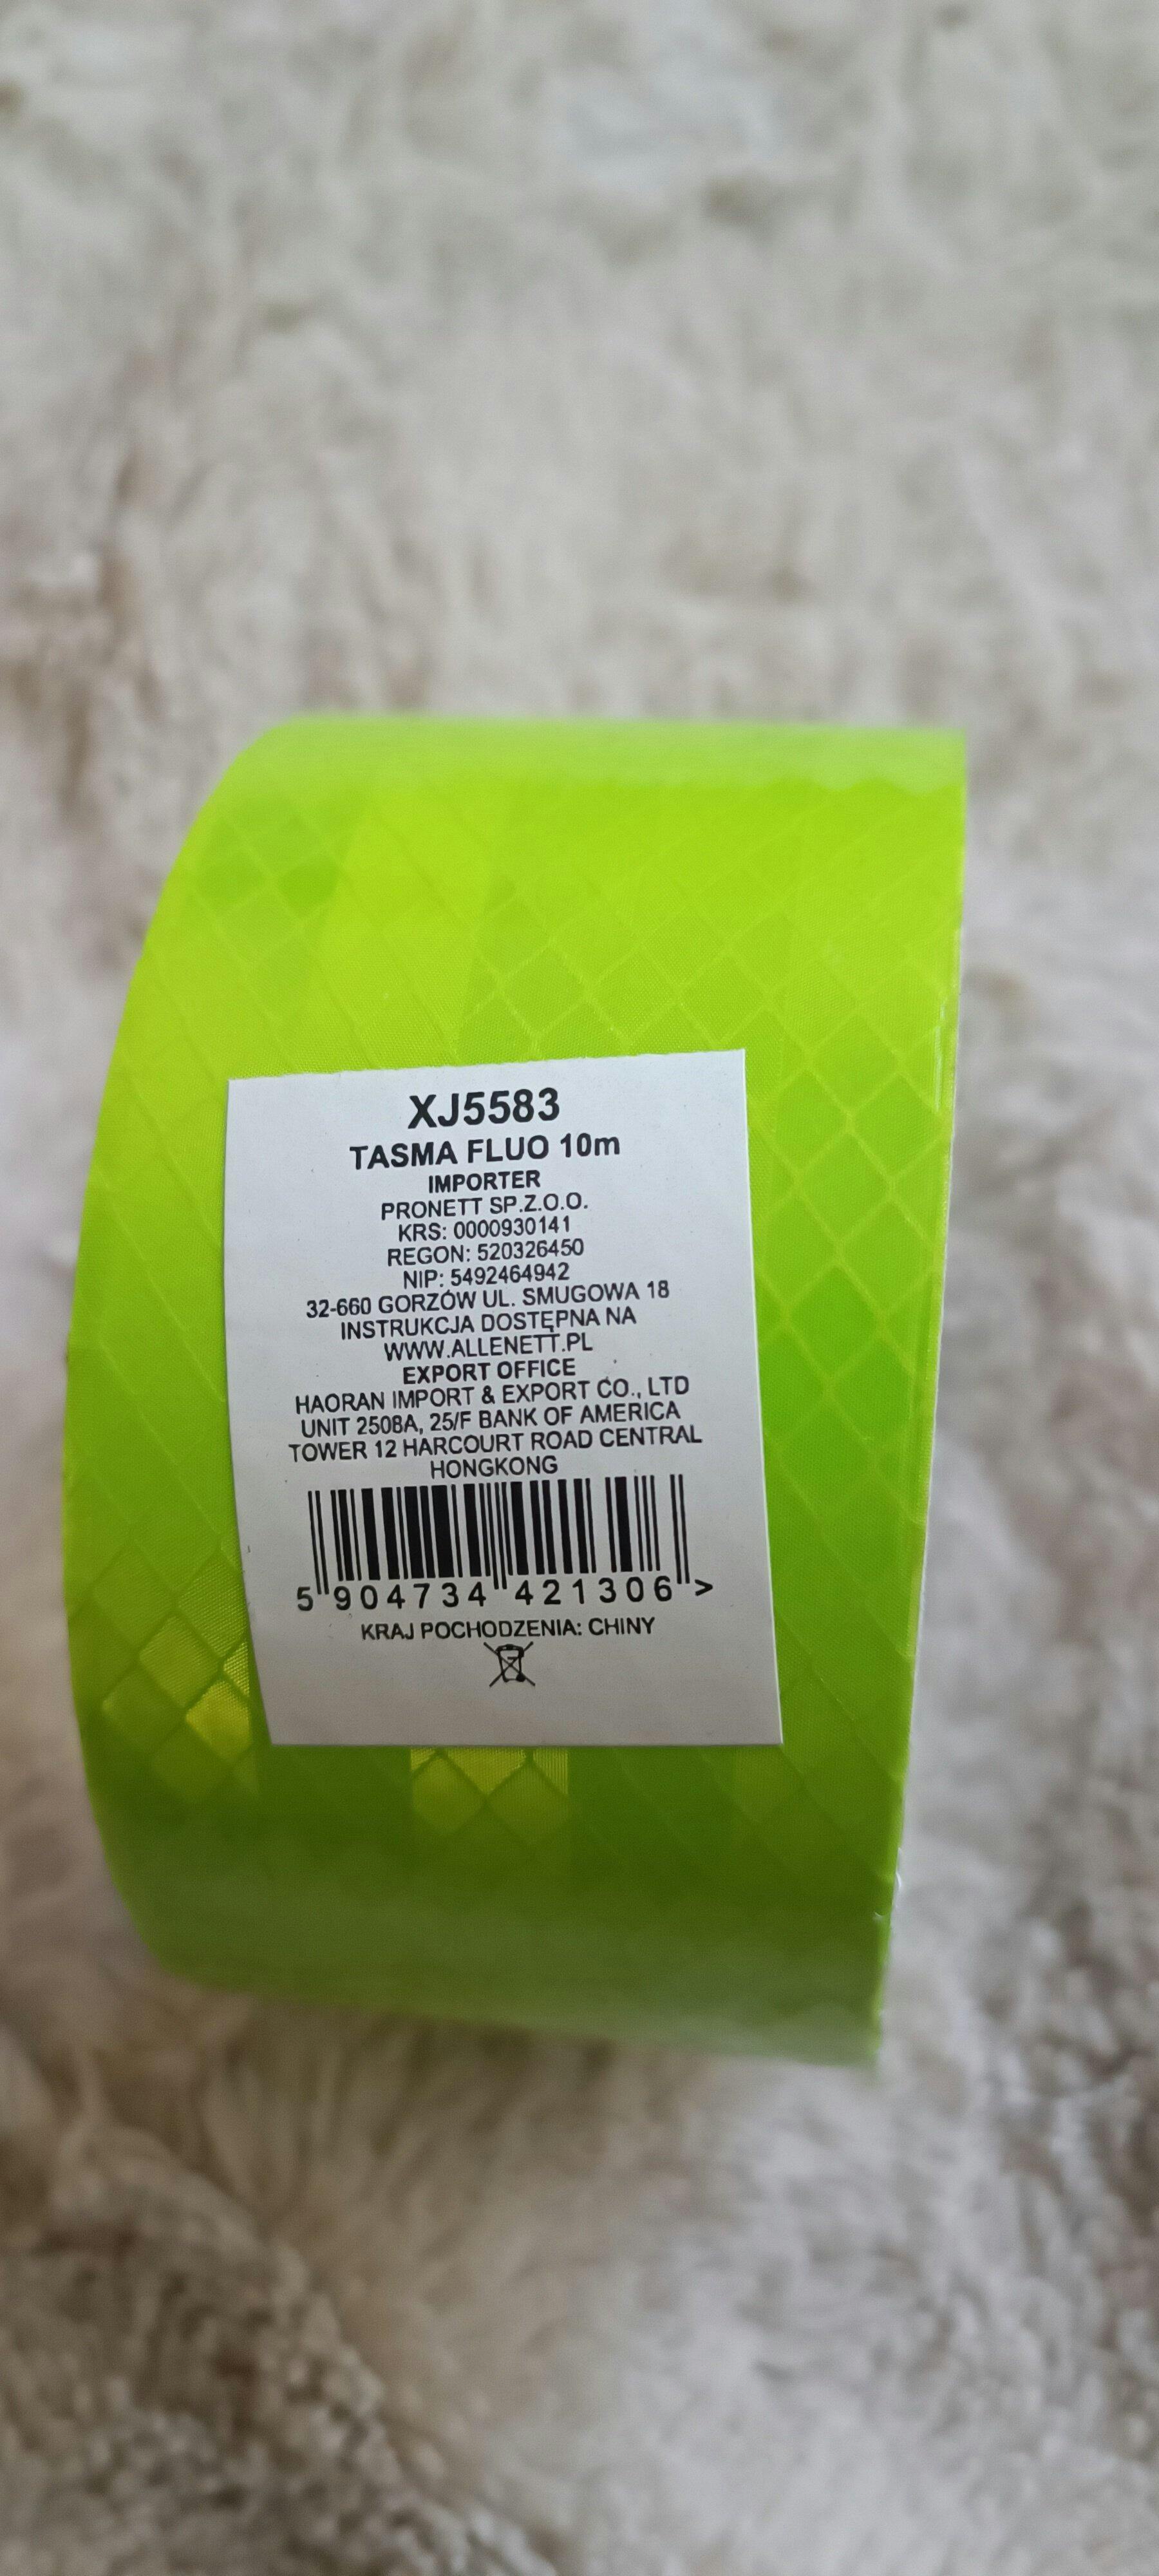 XJ5583
TASMA FLUO 10m
IMPORTER
PRONETT SP.Z.O.O.
KRS: 0000930141
REGON: 520326450
NIP: 5492464942
32-660 GORZÓW UL. SMUGOWA 18
INSTRUKCJA DOSTĘPNA NA
WWW.ALLENETT.PL
EXPORT OFFICE
HAORAN IMPORT & EXPORT CO., LTD
UNIT 2508A, 25/F BANK OF AMERICA
TOWER 12 HARCOURT ROAD CENTRAL
HONGKONG
5 904734 421306 >
KRAJ POCHODZENIA: CHINY